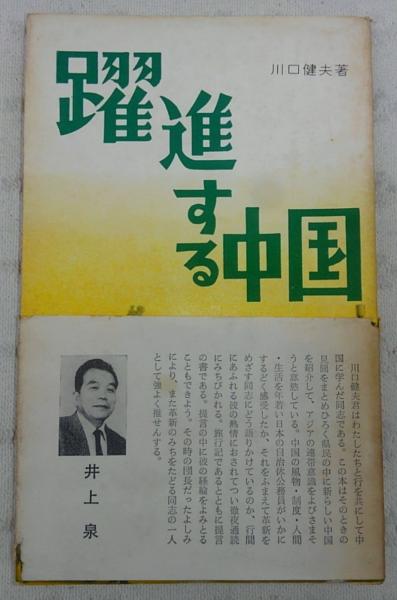 川口健夫著
躍進する中国
川口健夫君はわたしたちと行を共にして中
国に学んだ同志である。この本はそのときの
見聞をまとめひろく県民の中に新らしい中国
を紹介して、アジアの連帯意識をよびさまそ
うと意熟している。中国の風物・制度・人間
・生活を年若い日本の自治体公務員がいかに
するどく感受したか、それをふまえて革新を
めざす同志にどう語りかけているのか、行間
にあふれる彼の熱情におされてつい徹夜通読
にみちびかれる。旅行記であるとともに提言
の書である。提言の中に彼の経綸をよみとる
こともできよう。その時の団長だったよしみ
により、また革新のみちをたどる同志の一人
として強よく推せんする。
井上泉